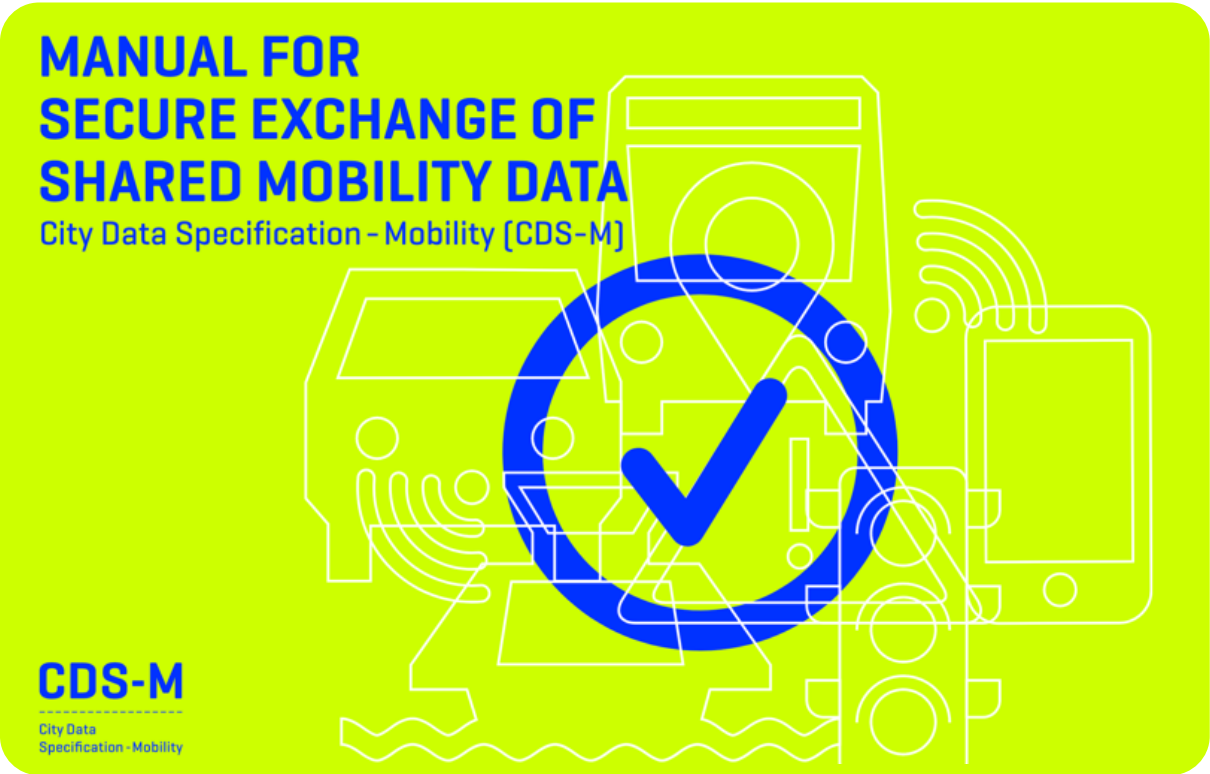 MANUAL FOR
SECURE EXCHANGE OF
SHARED MOBILITY DATA
City Data Specification - Mobility (CDS-M)
CDS-M
City Data
Specification - Mobility